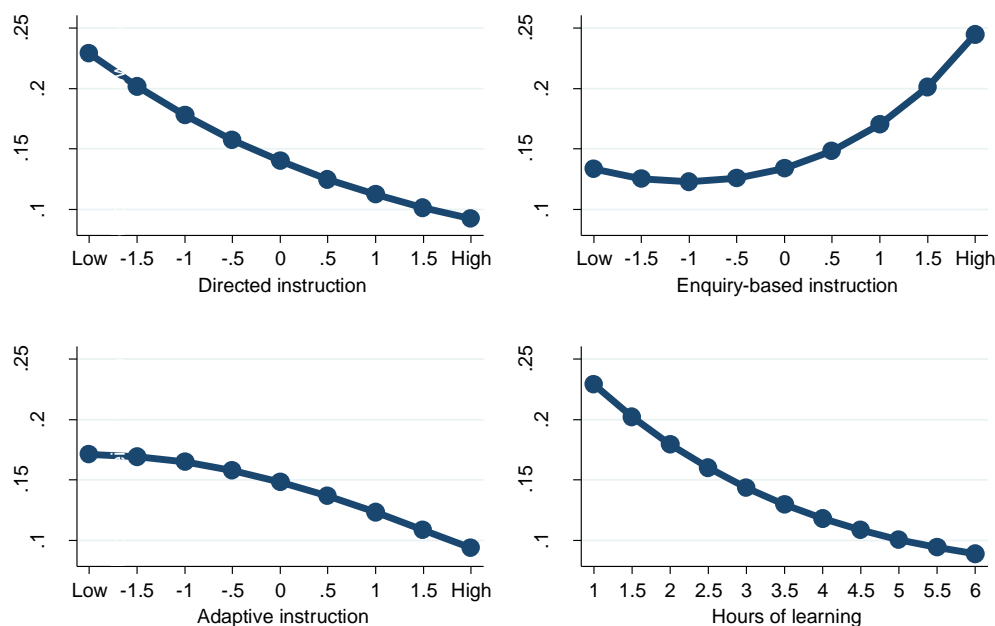 .25
.2
.15
.1
Low -1.5 -1 -.5 0 .5 1 1.5 High
Directed instruction
.25
.2
.15
.1
Low -1.5 -1 -.5 0 .5 1 1.5 High
Enquiry-based instruction
.25
.2
.15
.1
Low -1.5 -1 -.5 0 .5 1 1.5 High
Adaptive instruction
.25
.2
.15
.1
1 1.5 2 2.5 3 3.5 4 4.5 5 5.5 6
Hours of learning